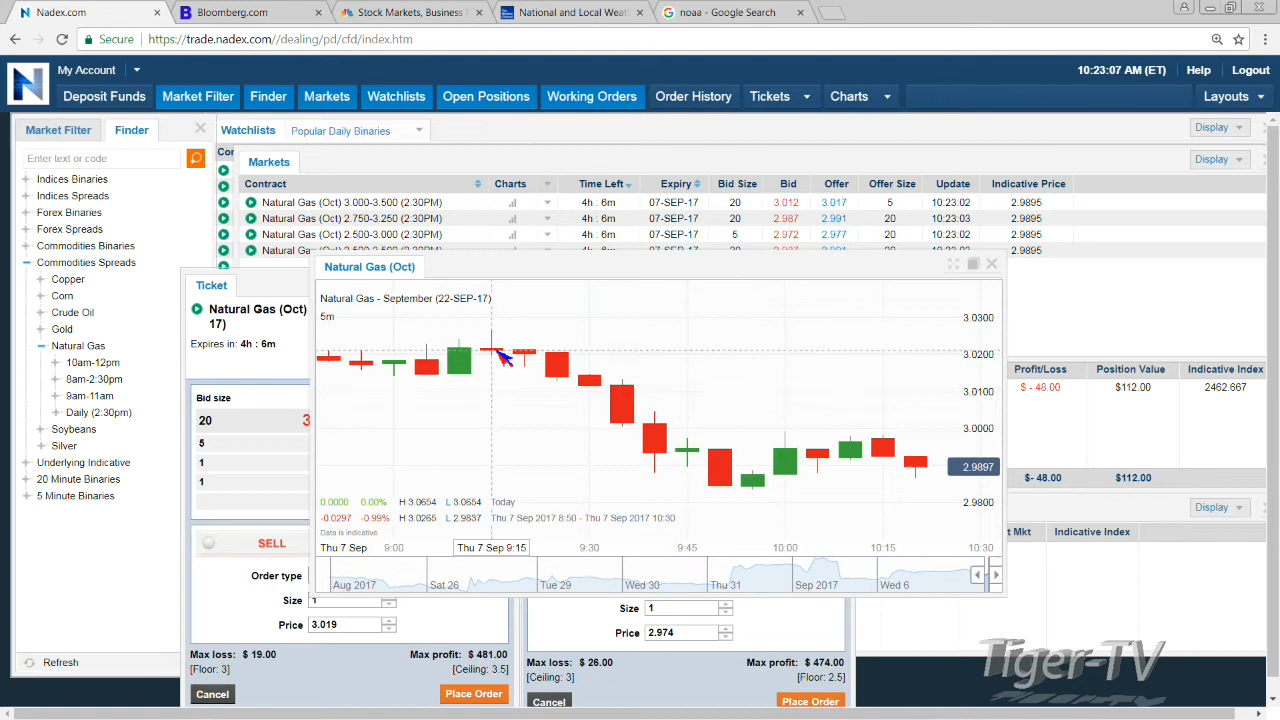 Nadex.com
Bloomberg.com
Stock Markets, Business
National and Local Weat
noaa - Google Search
Secure
https://trade.nadex.com//dealing/pd/cfd/index.htm
My Account
10:23:07 AM (ET)
Help
Logout
Deposit Funds
Market Filter
Finder
Markets
Watchlists
Open Positions
Working Orders
Order History
Tickets
Charts
Layouts
Market Filter
Finder
Watchlists
Popular Daily Binaries
Display
Enter text or code
Markets
Display
Contract Charts Time Left Expiry Bid Size Bid Offer Offer Size Update Indicative Price
Natural Gas (Oct) 3.000-3.500 (2.30PM) 4h : 6m 07-SEP-17 20 3.012 3.017 5 10.23.02 2.9895
Natural Gas (Oct) 2.750-3.250 (2.30PM) 4h : 6m 07-SEP-17 20 2.987 2.991 20 10.23.03 2.9895
Natural Gas (Oct) 2.500-3.000 (2.30PM) 4h : 6m 07-SEP-17 5 2.972 2.977 20 10.23.02 2.9895
Indices Binaries
Indices Spreads
Forex Binaries
Forex Spreads
Commodities Binaries
Commodities Spreads
Copper
Corn
Crude Oil
Gold
Natural Gas
10am-12pm
8am-2:30pm
9am-11am
Daily (2:30pm)
Soybeans
Silver
Underlying Indicative
20 Minute Binaries
5 Minute Binaries
Refresh
Ticket
Natural Gas (Oct)
17)
Expires in: 4h : 6m
Bid size
20
5
1
1
SELL
Order type
Size
Price 3.019
Max loss: $ 19.00
Max profit: $ 481.00
[Floor: 3]
[Ceiling: 3.5]
Cancel
Place Order
Natural Gas (Oct)
Natural Gas - September (22-SEP-17)
5m
3.0300
3.0200
3.0100
3.0000
2.9897
2.9800
0.0000 0.00% H 3.0654 L 3.0654 Today
-0.0297 -0.99% H 3.0265 L 2.9837 Thu 7 Sep 2017 8:50 - Thu 7 Sep 2017 10:30
Data is indicative
Thu 7 Sep 9:00 Thu 7 Sep 9:15 9:30 9:45 10:00 10:15 10:30
Aug 2017 Sat 26 Tue 29 Wed 30 Thu 31 Sep 2017 Wed 6
Size 1
Price 2.974
Max loss: $ 26.00
Max profit: $ 474.00
[Ceiling: 3]
[Floor: 2.5]
Cancel
Place Order
Profit/Loss Position Value Indicative Index
$ - 48.00 $112.00 2462.667
$- 48.00 $112.00
Display
Mkt Indicative Index
Tiger-TV